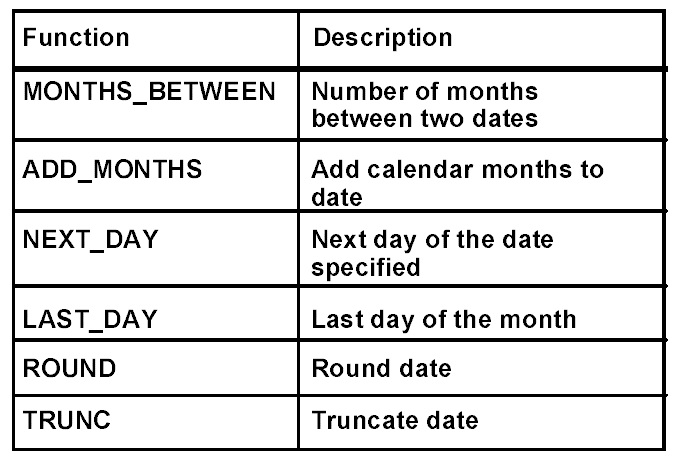 Function Description
MONTHS_BETWEEN Number of months
between two dates
ADD_MONTHS Add calendar months to
date
NEXT_DAY Next day of the date
specified
LAST_DAY Last day of the month
ROUND Round date
TRUNC Truncate date